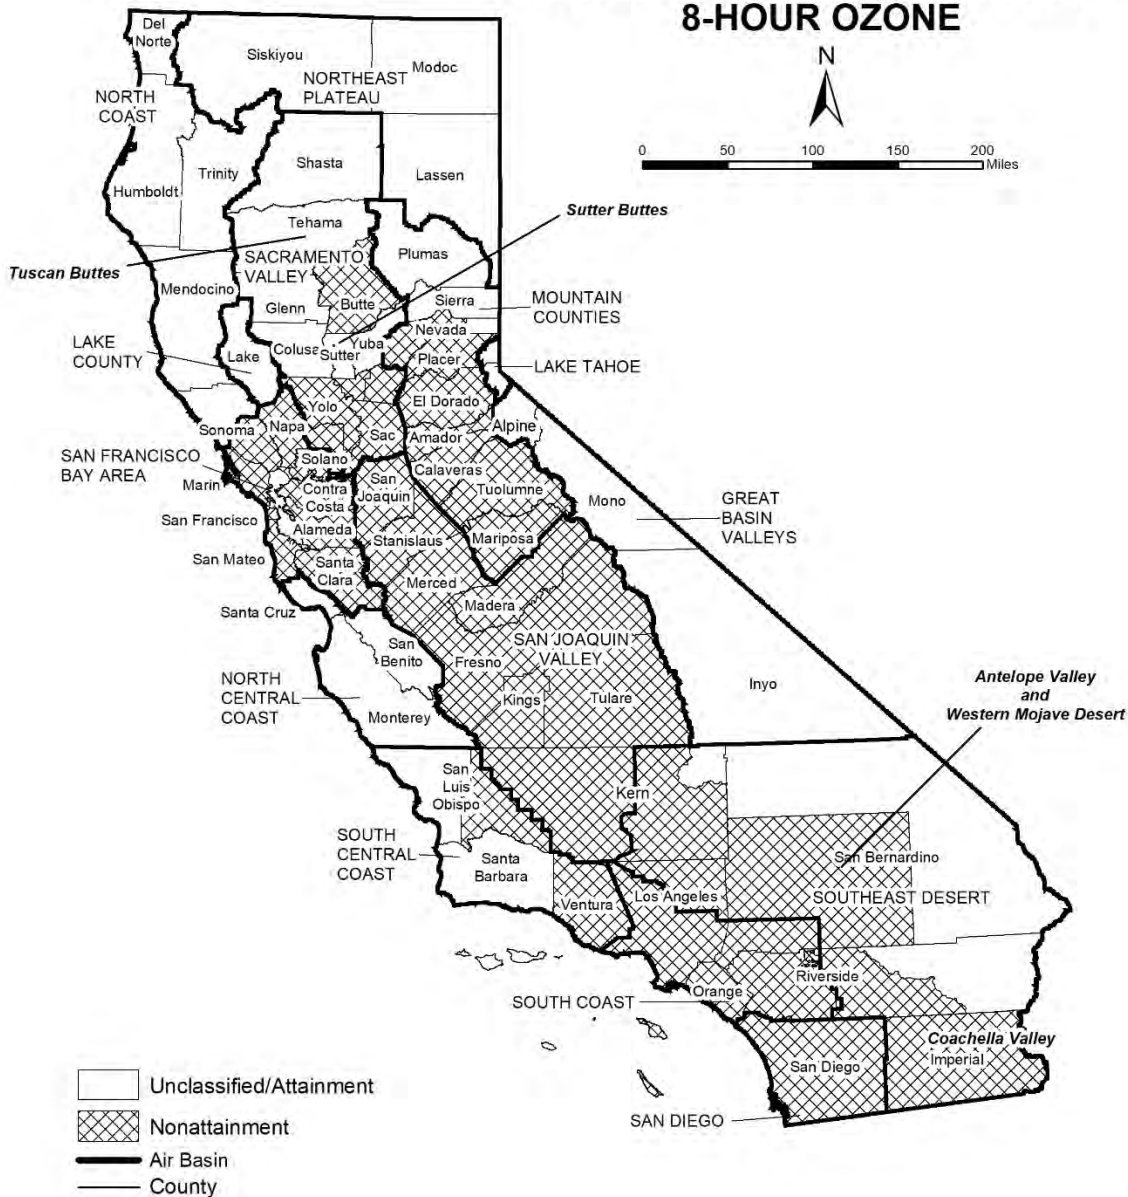 8-HOUR OZONE
N
0 50 100 150 200
Miles
Del
Norte
Siskiyou
Modoc
NORTHEAST
PLATEAU
NORTH
COAST
Shasta
Trinity
Lassen
Humboldt
Sutter Buttes
Tehama
Plumas
SACRAMENTO
VALLEY
Tuscan Buttes
Mendocino
Butte
Sierra
MOUNTAIN
COUNTIES
Glenn
Nevada
LAKE
COUNTY
Lake
Colusa
Sutter
Yuba
Placer
LAKE TAHOE
Yolo
El Dorado
Sonoma
Napa
Sac
Amador
Alpine
SAN FRANCISCO
BAY AREA
Solano
Calaveras
Marin
Contra
Costa
San
Joaquin
Tuolumne
Mono
GREAT
BASIN
VALLEYS
San Francisco
Alameda
Stanislaus
Mariposa
San Mateo
Santa
Clara
Merced
Madera
Santa Cruz
San
Benito
SAN JOAQUIN
VALLEY
Fresno
NORTH
CENTRAL
COAST
Monterey
Kings
Tulare
Inyo
Antelope Valley
and
Western Mojave Desert
San
Luis
Obispo
Kern
SOUTH
CENTRAL
COAST
Santa
Barbara
San Bernardino
Ventura
Los Angeles
SOUTHEAST DESERT
Riverside
SOUTH COAST
Orange
Coachella Valley
Imperial
San Diego
SAN DIEGO
Unclassified/Attainment
Nonattainment
Air Basin
County